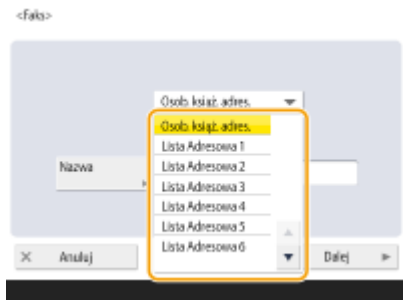 <Faks>
Osob. książ. adres.
Osob. książ. adres.
Lista Adresowa 1
Nazwa
Lista Adresowa 2
Lista Adresowa 3
Lista Adresowa 4
Lista Adresowa 5
Lista Adresowa 6
Anuluj
Dalej